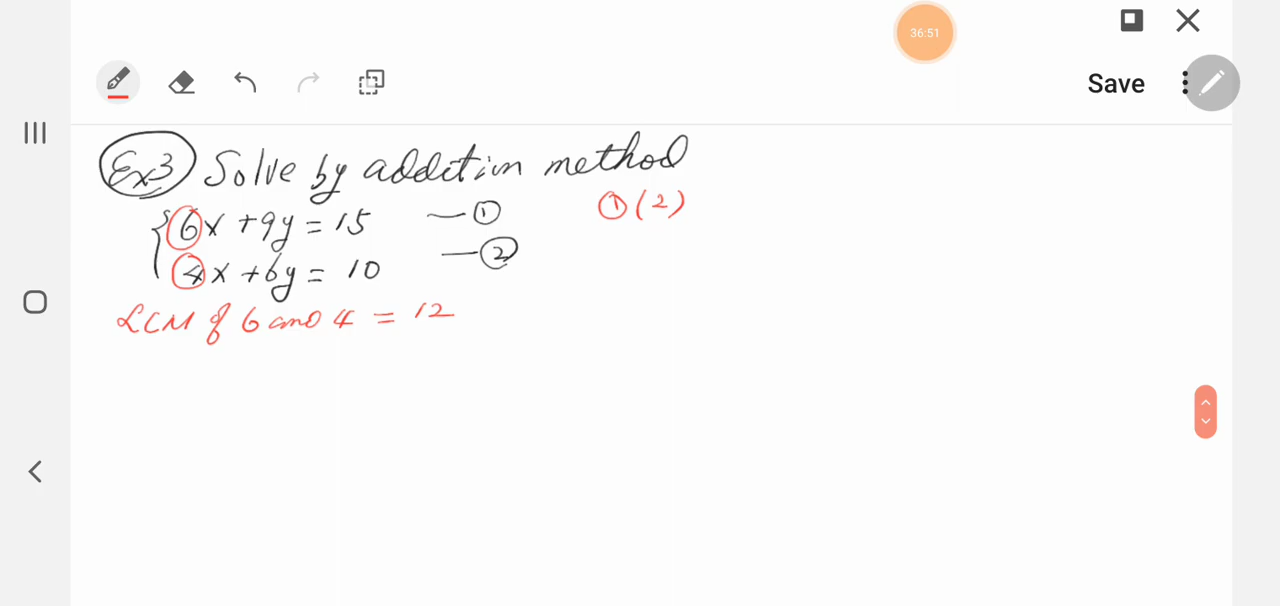 36:51
Save
Ex3 Solve by addition method
6x + 9y = 15 — ① ① (2)
4x + 6y = 10 — ②
LCM of 6 and 4 = 12